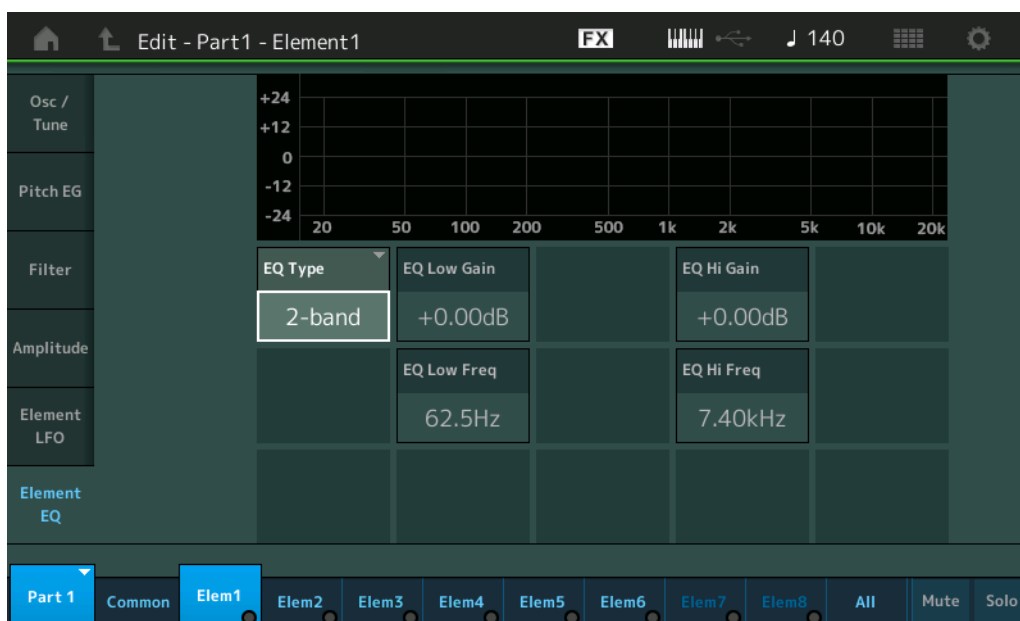 Edit - Part1 - Element1 FX 140
Osc /
Tune
Pitch EG
Filter
Amplitude
Element
LFO
Element
EQ
+24
+12
0
-12
-24
20 50 100 200 500 1k 2k 5k 10k 20k
EQ Type EQ Low Gain EQ Hi Gain
2-band +0.00dB +0.00dB
EQ Low Freq EQ Hi Freq
62.5Hz 7.40kHz
Part 1 Common Elem1 Elem2 Elem3 Elem4 Elem5 Elem6 Elem7 Elem8 All Mute Solo